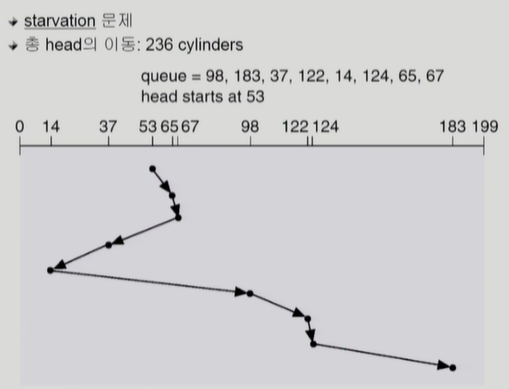 starvation 문제
총 head의 이동: 236 cylinders
queue = 98, 183, 37, 122, 14, 124, 65, 67
head starts at 53
0 14 37 53 65 67 98 122 124 183 199